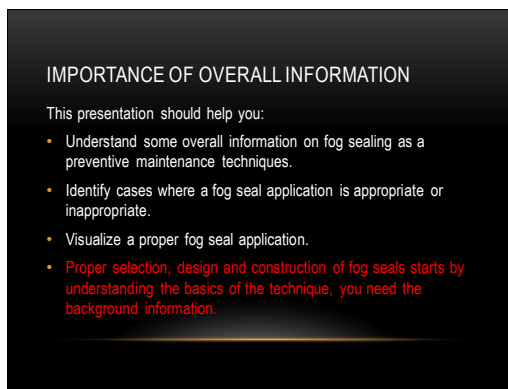 IMPORTANCE OF OVERALL INFORMATION
This presentation should help you:
• Understand some overall information on fog sealing as a
preventive maintenance techniques.
• Identify cases where a fog seal application is appropriate or
inappropriate.
• Visualize a proper fog seal application.
• Proper selection, design and construction of fog seals starts by
understanding the basics of the technique, you need the
background information.